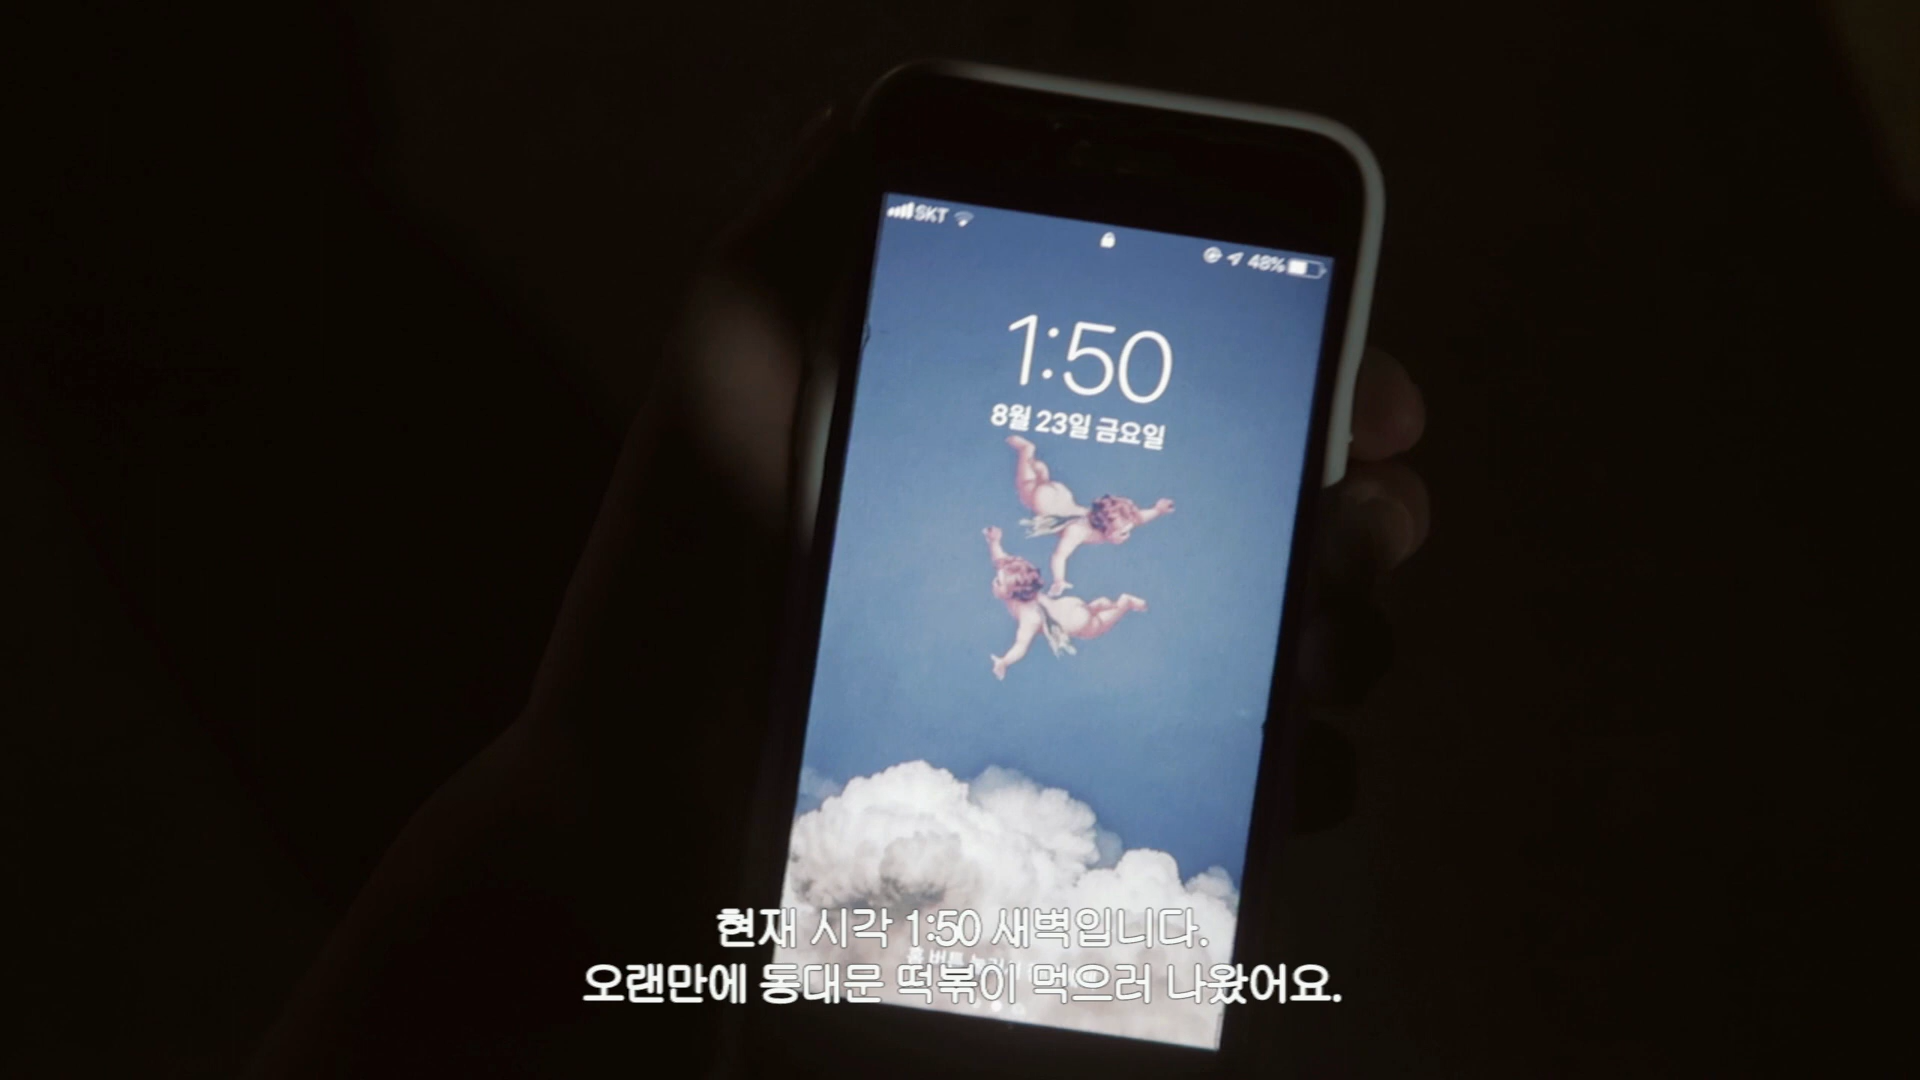 SKT
48%
1:50
8월 23일 금요일
현재 시각 1:50 새벽입니다.
오랜만에 동대문 떡볶이 먹으러 나왔어요.